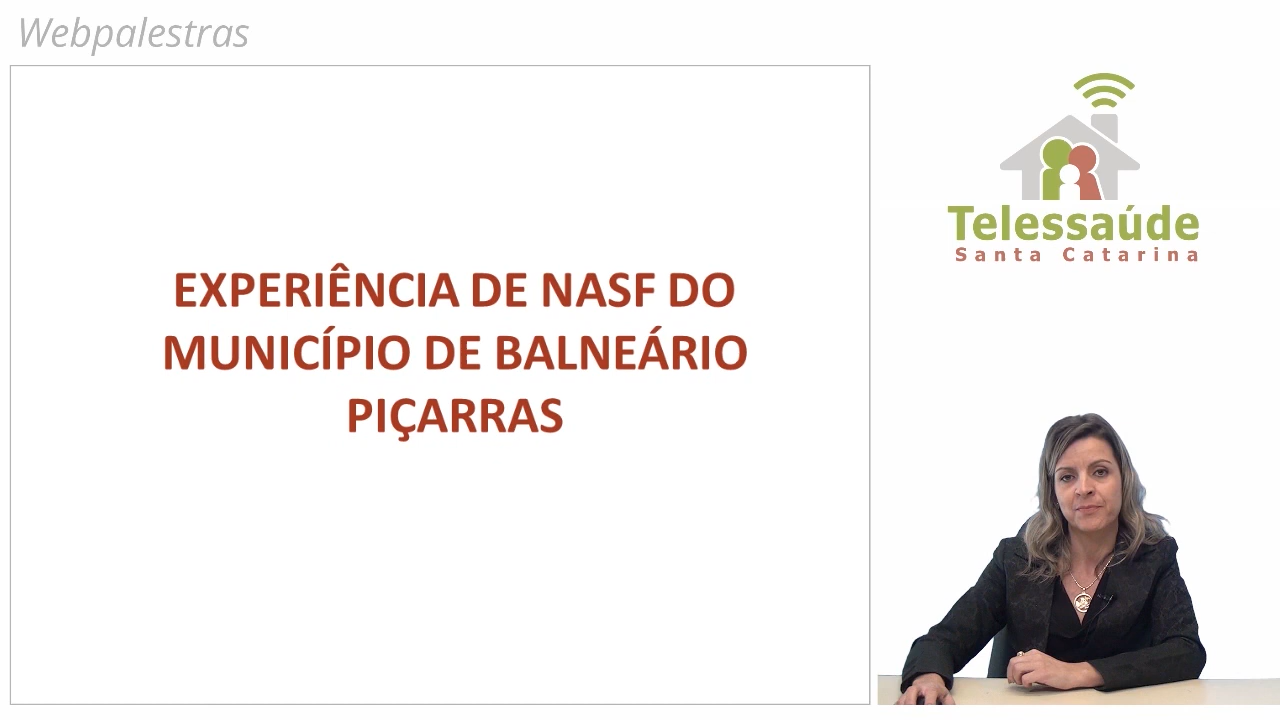 Webpalestras
EXPERIÊNCIA DE NASF DO
MUNICÍPIO DE BALNEÁRIO
PIÇARRAS
Telessaúde
Santa Catarina